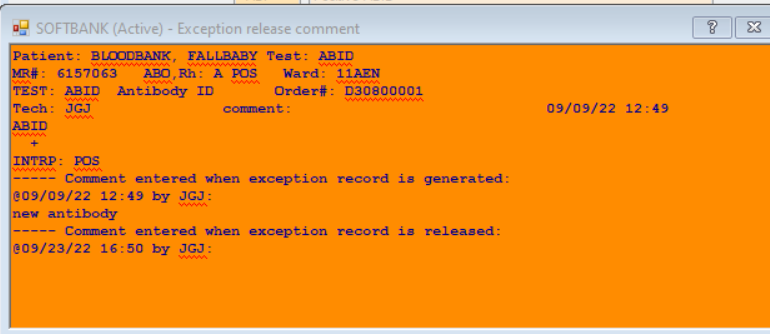 SOFTBANK (Active) - Exception release comment
Patient: BLOODBANK, FALLBABY Test: ABID
MR#: 6157063 ABO,Rh: A POS Ward: 11AEN
TEST: ABID Antibody ID Order#: D30800001
Tech: JGJ comment: 09/09/22 12:49
ABID
+
INTRP: POS
----- Comment entered when exception record is generated:
@09/09/22 12:49 by JGJ:
new antibody
----- Comment entered when exception record is released:
@09/23/22 16:50 by JGJ: